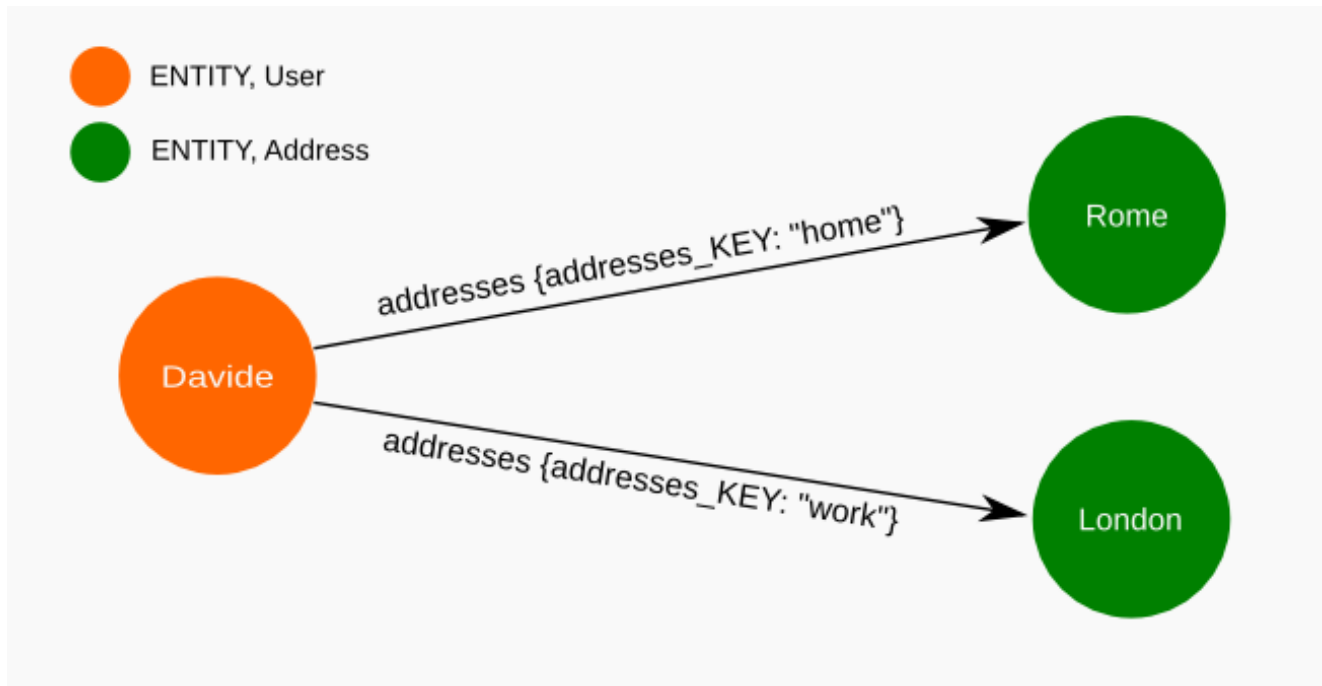 ENTITY, User
ENTITY, Address
Rome
addresses {addresses_KEY: "home"}
Davide
addresses {addresses_KEY: "work"}
London